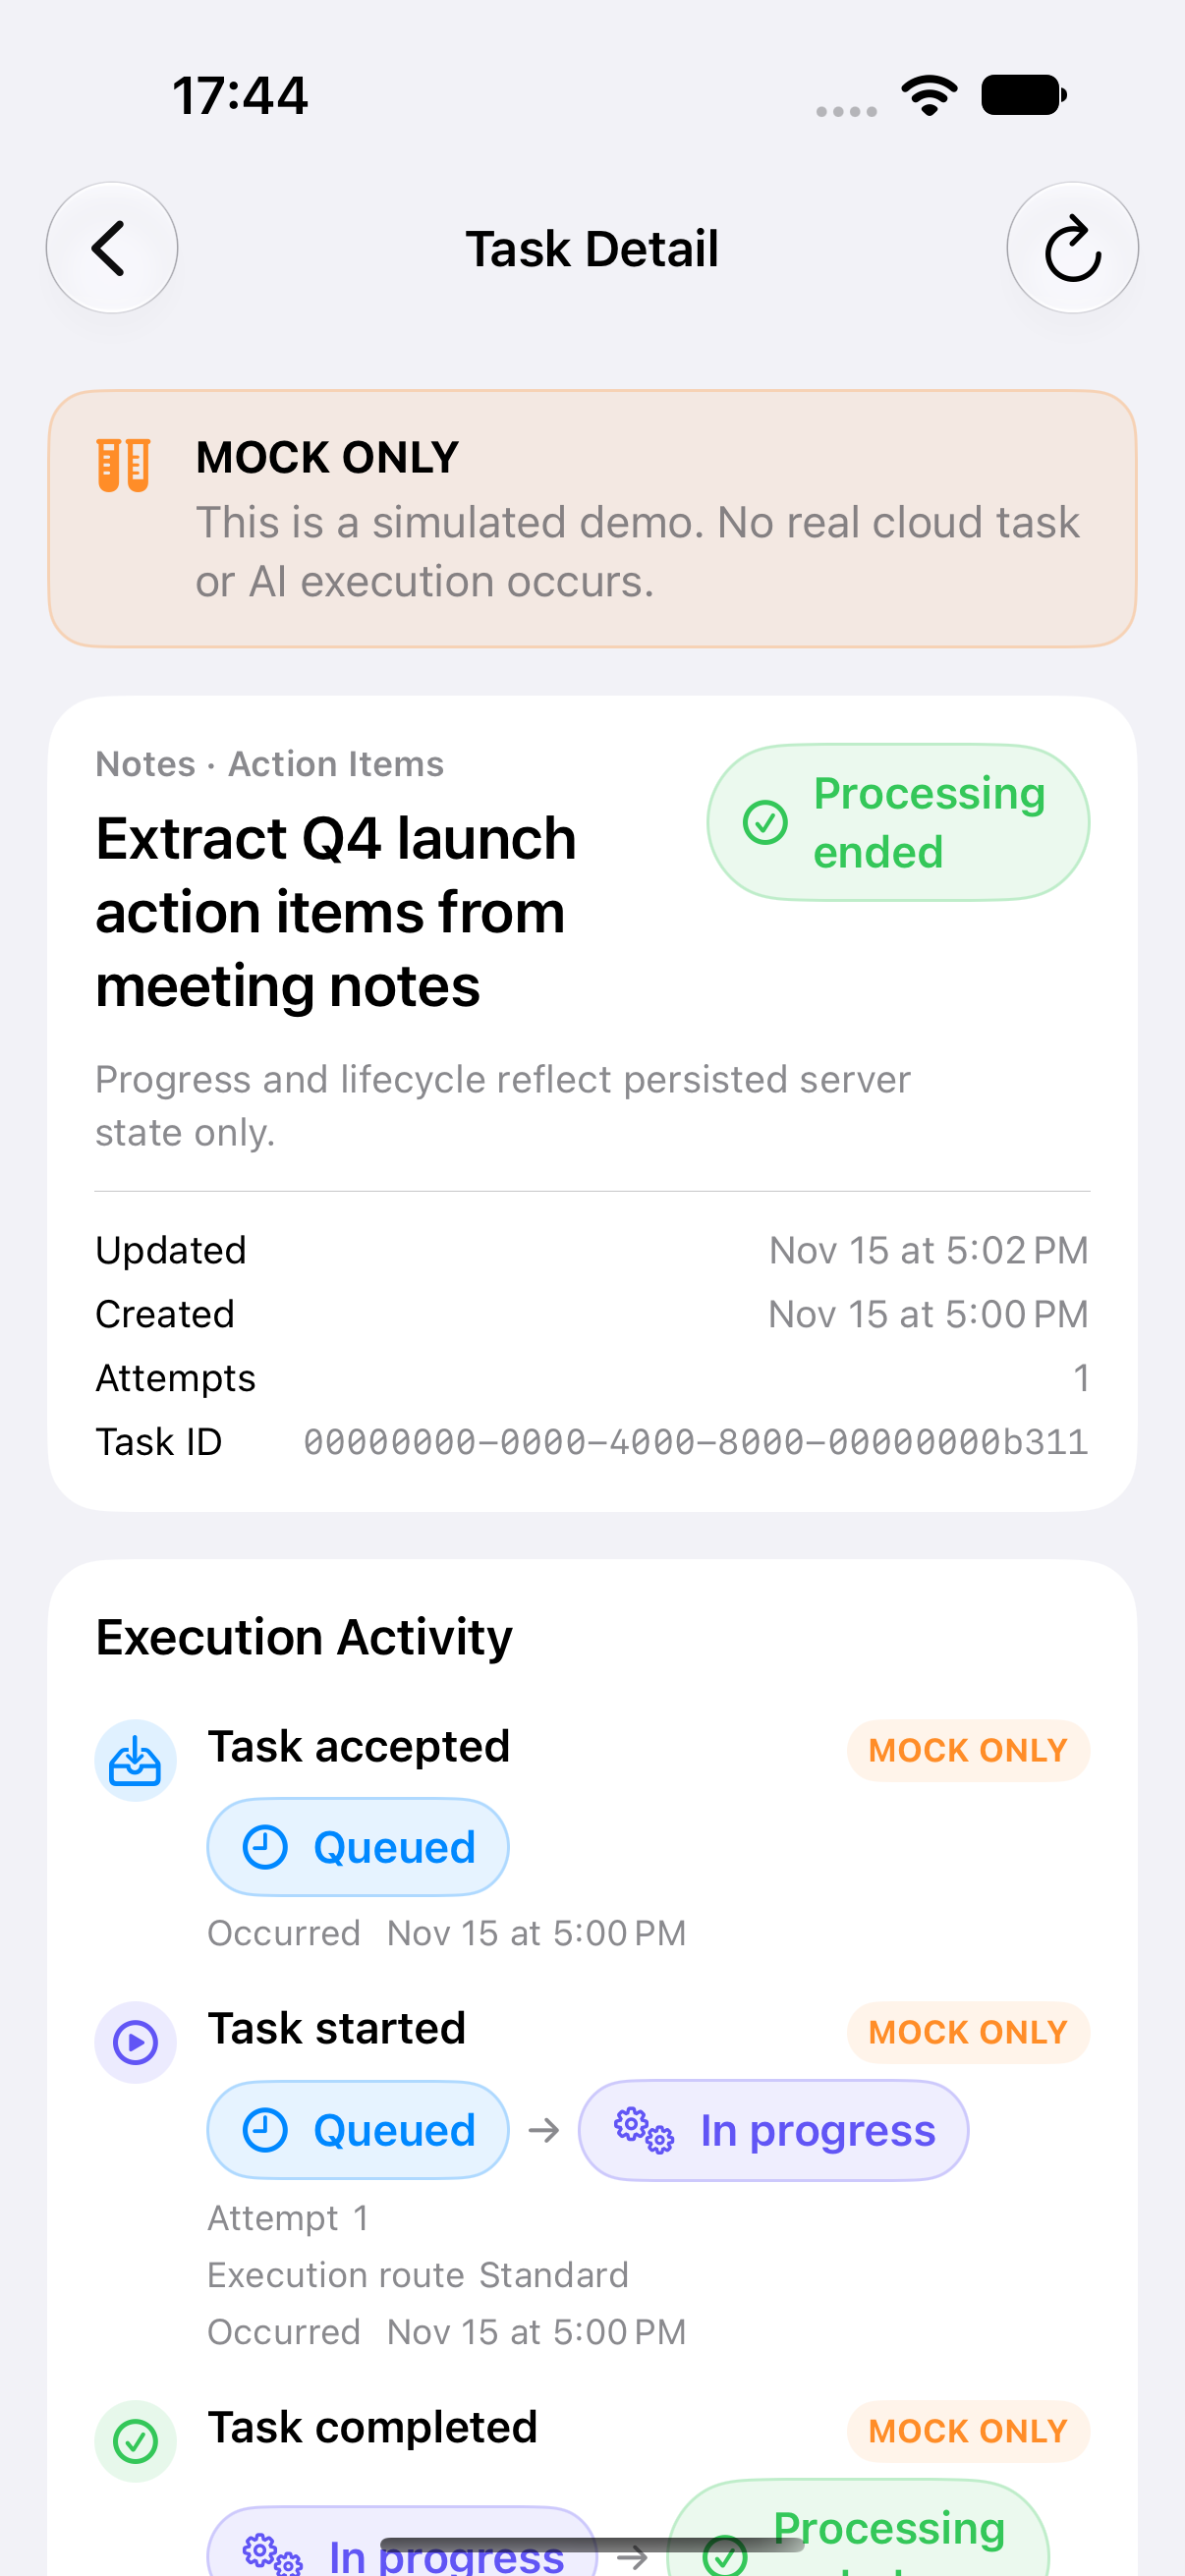 17:44
Task Detail
MOCK ONLY
This is a simulated demo. No real cloud task
or AI execution occurs.
Notes · Action Items
Processing
ended
Extract Q4 launch
action items from
meeting notes
Progress and lifecycle reflect persisted server
state only.
Updated Nov 15 at 5:02 PM
Created Nov 15 at 5:00 PM
Attempts 1
Task ID 00000000-0000-4000-8000-00000000b311
Execution Activity
Task accepted MOCK ONLY
Queued
Occurred Nov 15 at 5:00 PM
Task started MOCK ONLY
Queued → In progress
Attempt 1
Execution route Standard
Occurred Nov 15 at 5:00 PM
Task completed MOCK ONLY
In progress → Processing